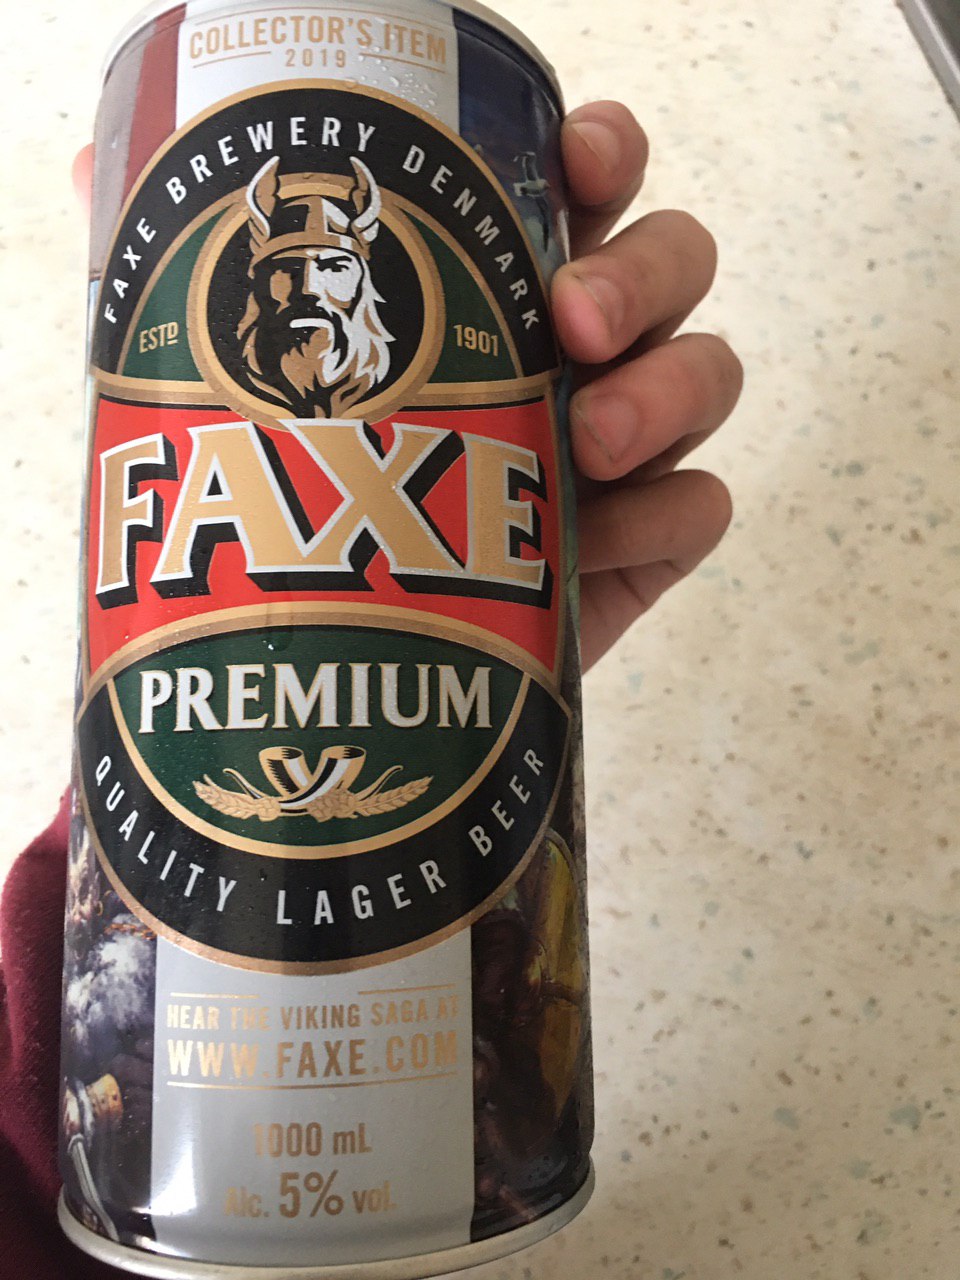 COLLECTOR'S ITEM
2019
FAXE BREWERY DENMARK
ESTD 1901
FAXE
PREMIUM
QUALITY LAGER BEER
HEAR THE VIKING SAGA AT
WWW.FAXE.COM
1000 mL
Alc. 5% vol.